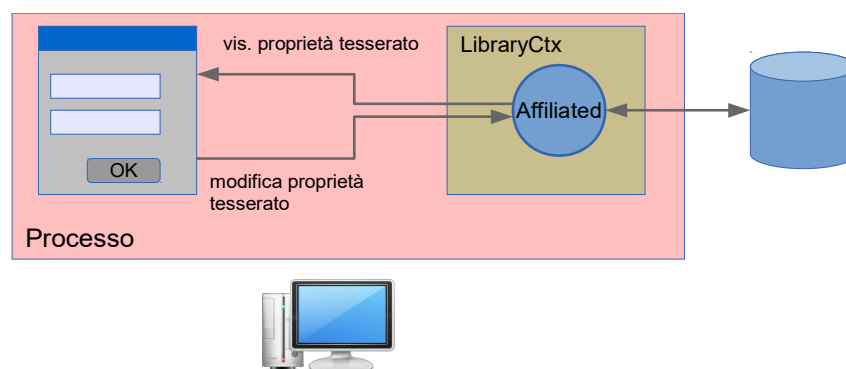 vis. proprietà tesserato
LibraryCtx
Affiliated
OK
modifica proprietà
tesserato
Processo